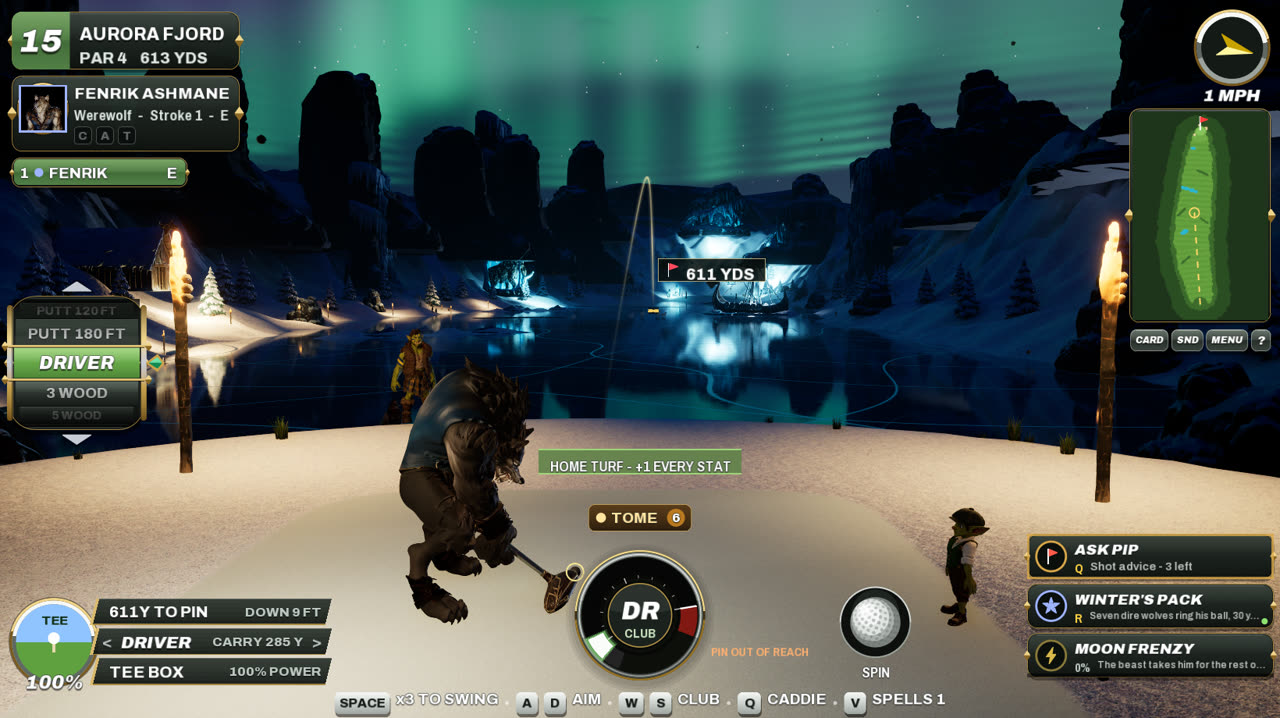 15
AURORA FJORD
PAR 4 613 YDS
FENRIK ASHMANE
Werewolf - Stroke 1 - E
C A T
1 FENRIK E
1 MPH
611 YDS
CARD SND MENU ?
PUTT 120 FT
PUTT 180 FT
DRIVER
3 WOOD
5 WOOD
HOME TURF - +1 EVERY STAT
TOME 6
DR
CLUB
PIN OUT OF REACH
SPIN
ASK PIP
Q Shot advice - 3 left
WINTER'S PACK
R Seven dire wolves ring his ball, 30 y...
MOON FRENZY
0% The beast takes him for the rest o...
TEE
100%
611Y TO PIN DOWN 9 FT
< DRIVER CARRY 285 Y >
TEE BOX 100% POWER
SPACE x3 TO SWING · A D AIM · W S CLUB · Q CADDIE · V SPELLS 1